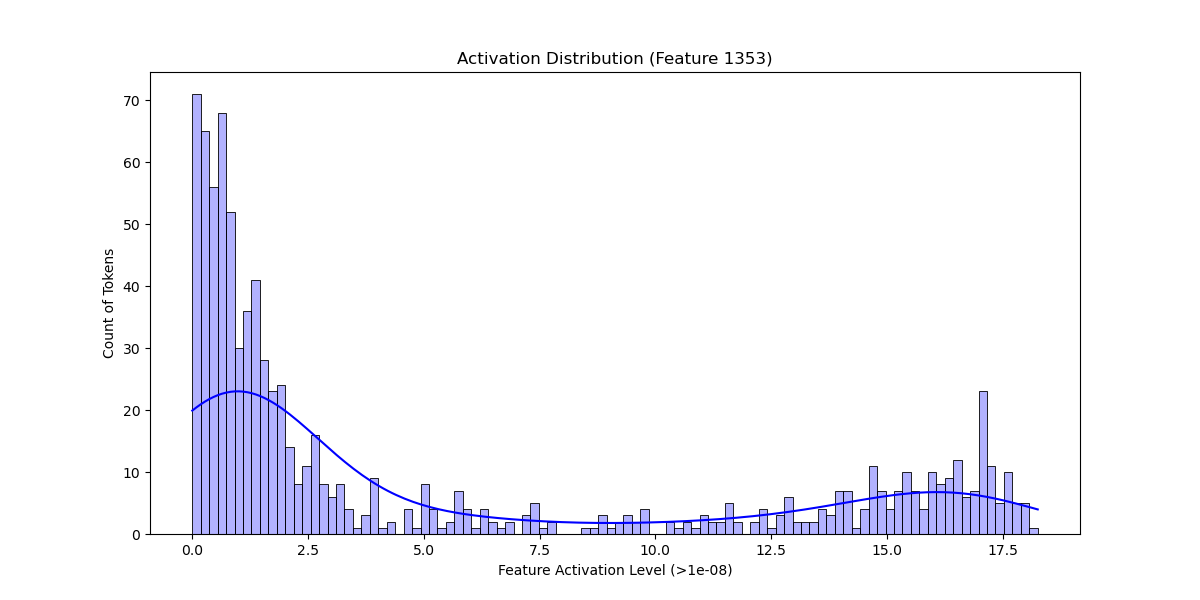 Activation Distribution (Feature 1353)
Count of Tokens
70
60
50
40
30
20
10
0
0.0 2.5 5.0 7.5 10.0 12.5 15.0 17.5
Feature Activation Level (>1e-08)